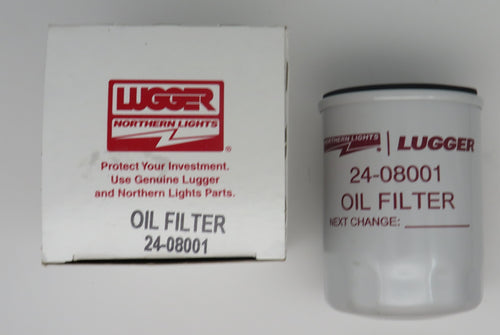 LUGGER
NORTHERN LIGHTS
®
Protect Your Investment.
Use Genuine Lugger
and Northern Lights Parts.
OIL FILTER
24-08001
NORTHERN LIGHTS ® | LUGGER
24-08001
OIL FILTER
NEXT CHANGE: ________